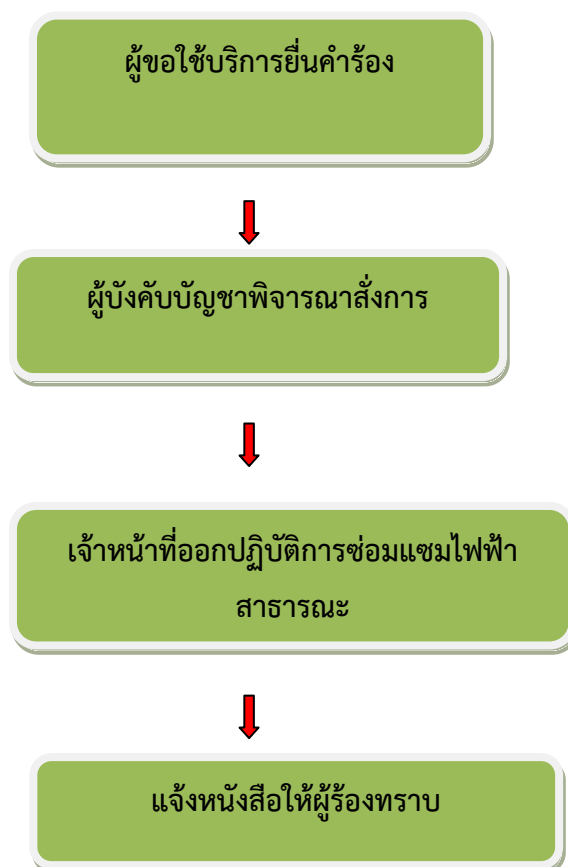 ผู้ขอใช้บริการยื่นคำร้อง
ผู้บังคับบัญชาพิจารณาสั่งการ
เจ้าหน้าที่ออกปฏิบัติการซ่อมแซมไฟฟ้า
สาธารณะ
แจ้งหนังสือให้ผู้ร้องทราบ